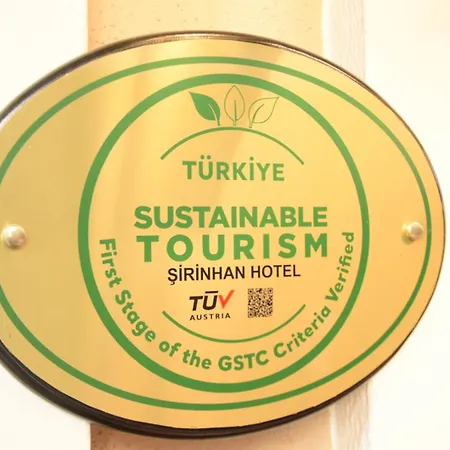 TÜRKİYE
SUSTAINABLE
TOURISM
ŞİRİNHAN HOTEL
TÜV
AUSTRIA
First Stage of the GSTC Criteria Verified